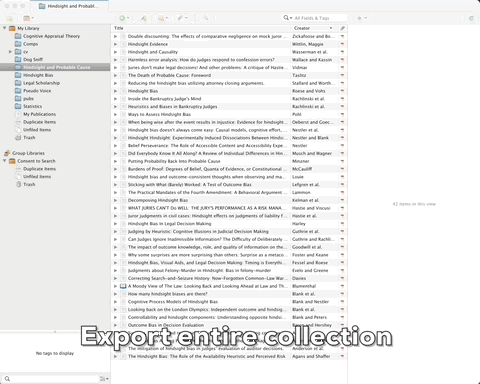 Hindsight and Probabl...
All Fields & Tags
My Library
Cognitive Appraisal Theory
Comps
cv
Dog Sniff
Hindsight and Probable Cause
Hindsight Bias
Legal Scholarship
Pseudo Voice
pubs
Statistics
My Publications
Duplicate Items
Unfiled Items
Trash
Group Libraries
Consent to Search
Duplicate Items
Unfiled Items
Trash
No tags to display
Title Creator
Double discounting. The effects of comparative negligence on mock juror ... Zickafoose and Bo...
Hindsight Evidence Wittlin, Maggie
Hindsight and Causality Wasserman et al.
Harmless error analysis: How do judges respond to confession errors? Wallace and Kassin
Juries don't make legal decisions! And other problems: A critique of Hastie... Vidmar
The Death of Probable Cause: Foreword Taslitz
Reducing the hindsight bias utilizing attorney closing arguments. Stallard and Worth...
Hindsight Bias Roese and Vohs
Inside the Bankruptcy Judge's Mind Rachlinski et al.
Heuristics and Biases in Bankruptcy Judges Rachlinski et al.
Ways to Assess Hindsight Bias Pohl
When being wise after the event results in injustice: Evidence for hindsight... Oeberst and Goec...
Hindsight bias doesn't always come easy: Causal models, cognitive effort, ... Nestler et al.
Hindsight Hindsight: Experimentally Induced Dissociations Between Hindsi... Nestler and Blank
Belief Perseverance: The Role of Accessible Content and Accessibility Expe... Nestler
Did Everybody Know It All Along? A Review of Individual Differences in Hin... Musch and Wagner
Putting Probability Back Into Probable Cause Minzner
Burdens of Proof: Degrees of Belief, Quanta of Evidence, or Constitutional ... McCauliff
Hindsight bias and outcome-consistent thoughts when observing and ma... Louie
Sticking with What (Barely) Worked: A Test of Outcome Bias Lefgren et al.
The Practical Mandates of the Fourth Amendment: A Behavioral Argumen... Lammon
Decomposing Hindsight Bias Kelman et al.
WHAT JURIES CAN'T Do WELL: THE JURY'S PERFORMANCE AS A RISK MANA... Hastie and Viscusi
Juror judgments in civil cases: Hindsight effects on judgments of liability f... Hastie et al.
Hindsight Bias In Legal Decision Making Harley
Judging by Heuristic: Cognitive Illusions in Judicial Decision Making Guthrie et al.
Can Judges Ignore Inadmissible Information? The Difficulty of Deliberately ... Guthrie and Rachli...
The impact of outcome knowledge, role, and quality of information on the... Goodwill et al.
Why some surprises are more surprising than others: Surprise as a metaco... Foster and Keane
Hindsight Bias, Visual Aids, and Legal Decision Making: Timing is Everythi... Fessel and Roese
Judgments about Felony-Murder in Hindsight: Bias in felony-murder Evelo and Greene
Correcting Search-and-Seizure History: Now-Forgotten Common-Law War... Davies
A Moody View of The Law: Looking Back and Looking Ahead at Law and Th... Blumenthal
How many hindsight biases are there? Blank et al.
Cognitive Process Models of Hindsight Blank and Nestler
Looking back on the London Olympics: Independent outcome and hindsig... Blank et al.
Controlling hindsight bias components: Understanding opposite hindsi... Blank and Peters
Outcome Bias in Decision Evaluation Baron and Hershey
The mitigation of hindsight bias in judges' evaluation of auditor decisions. Anderson et al.
Hindsight Bias: The Role of the Availability Heuristic and Perceived Risk Agans and Shaffer
92 items in this view
Export entire collection